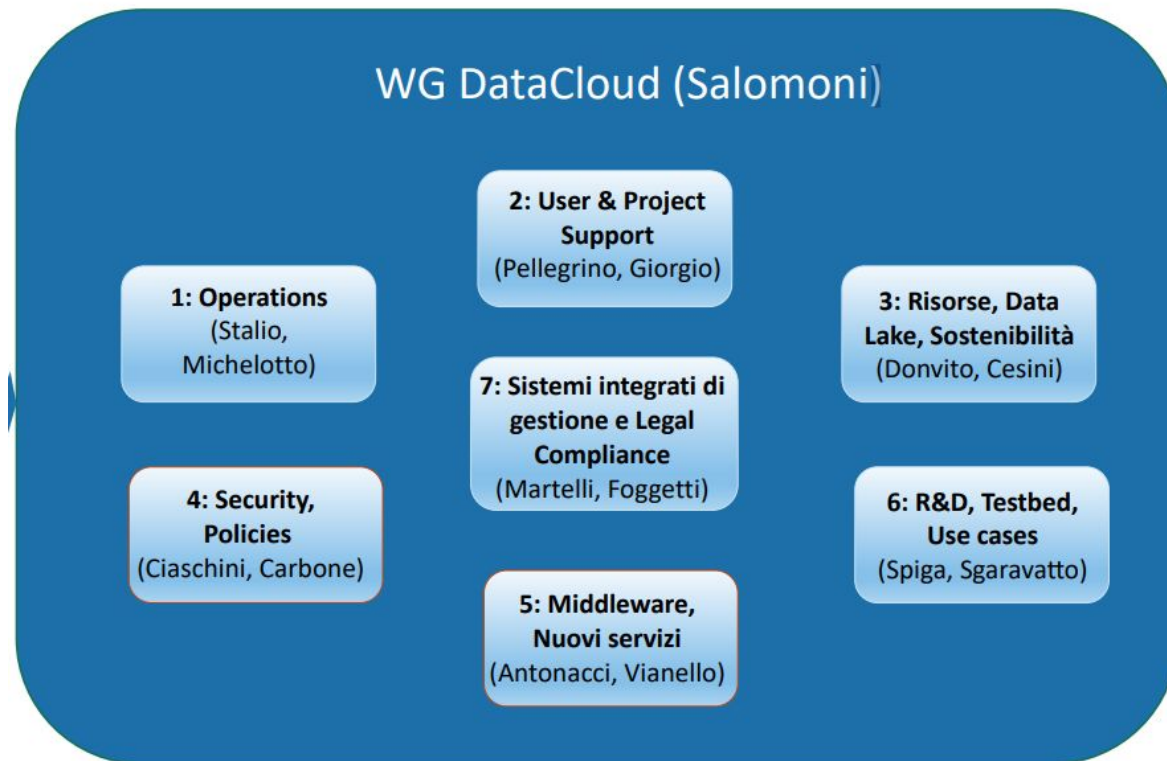 WG DataCloud (Salomoni)
2: User & Project
Support
(Pellegrino, Giorgio)
1: Operations
(Stalio,
Michelotto)
3: Risorse, Data
Lake, Sostenibilità
(Donvito, Cesini)
7: Sistemi integrati di
gestione e Legal
Compliance
(Martelli, Foggetti)
4: Security,
Policies
(Ciaschini, Carbone)
6: R&D, Testbed,
Use cases
(Spiga, Sgaravatto)
5: Middleware,
Nuovi servizi
(Antonacci, Vianello)